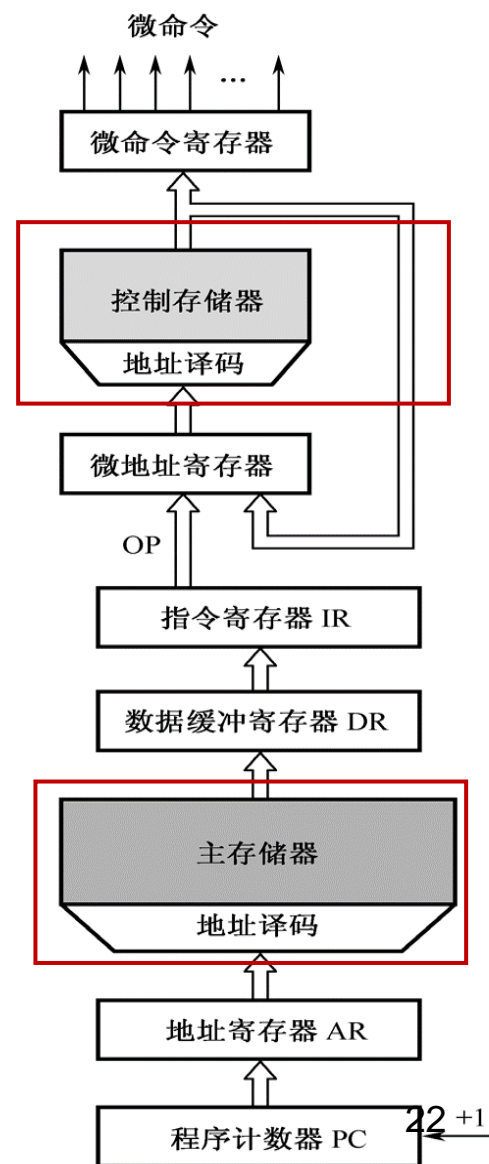 微命令
...
微命令寄存器
控制存储器
地址译码
微地址寄存器
OP
指令寄存器 IR
数据缓冲寄存器 DR
主存储器
地址译码
地址寄存器 AR
程序计数器 PC
22 +1